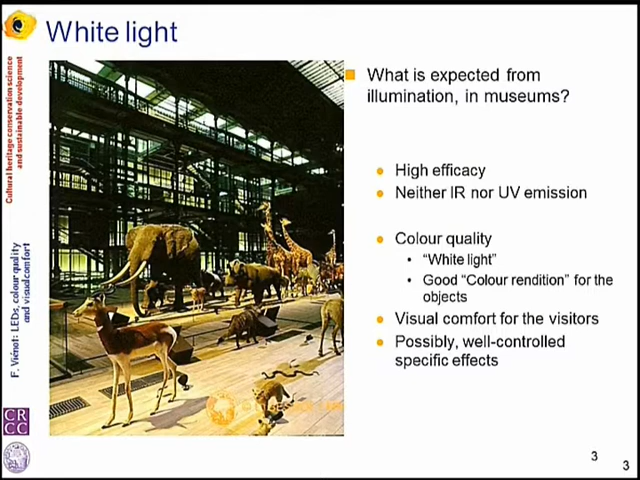 White light
Cultural heritage conservation science
and sustainable development
F. Viénot: LEDs, colour quality
and visual comfort
CR
CC
What is expected from
illumination, in museums?
High efficacy
Neither IR nor UV emission
Colour quality
"White light"
Good "Colour rendition" for the
objects
Visual comfort for the visitors
Possibly, well-controlled
specific effects
3
3